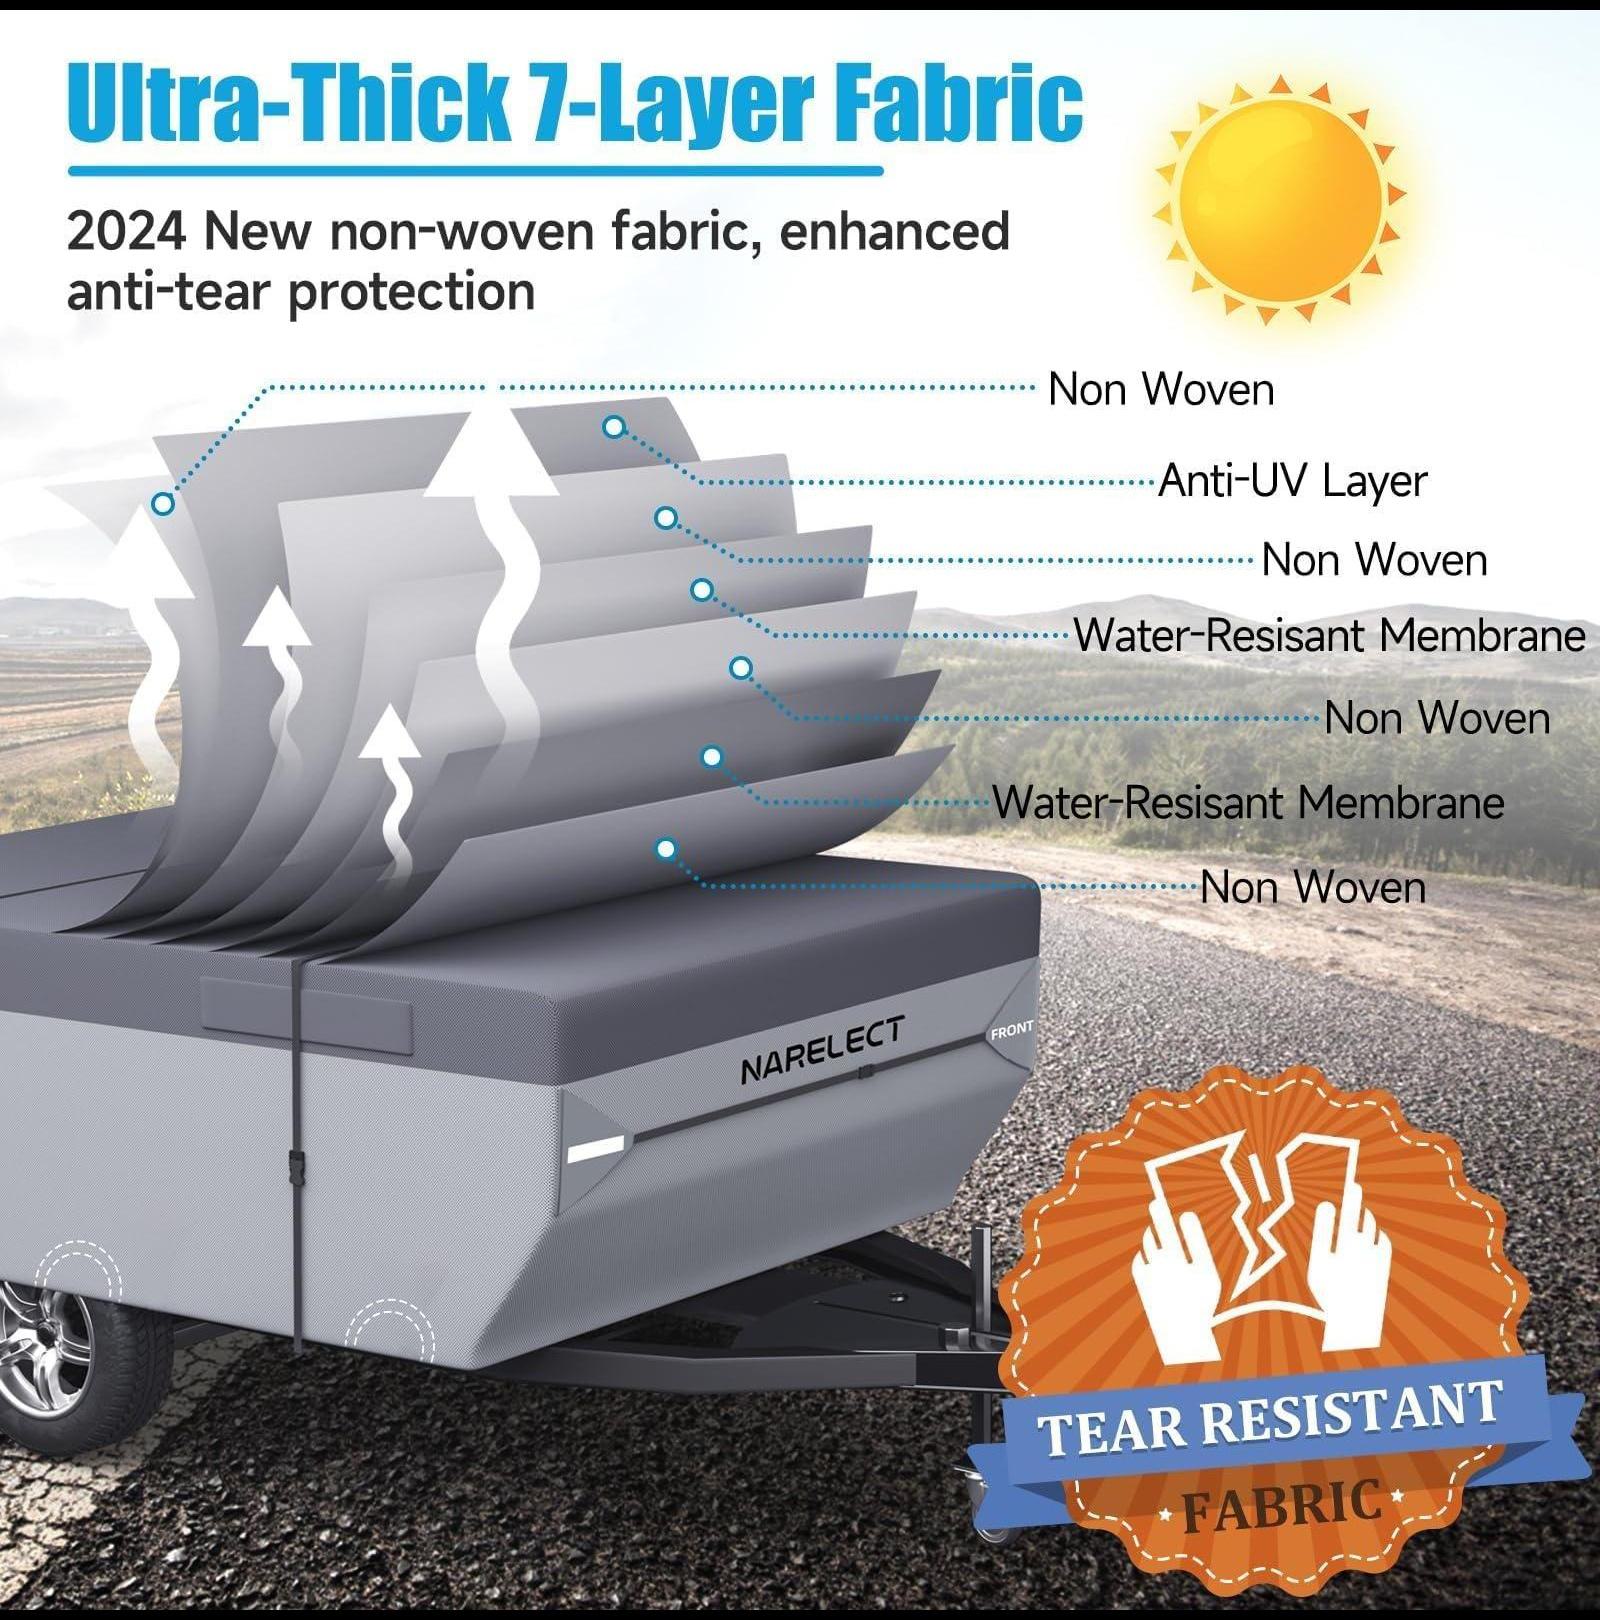 Ultra-Thick 7-Layer Fabric
2024 New non-woven fabric, enhanced
anti-tear protection
Non Woven
Anti-UV Layer
Non Woven
Water-Resisant Membrane
Non Woven
Water-Resisant Membrane
Non Woven
NARELECT
FRONT
TEAR RESISTANT
FABRIC